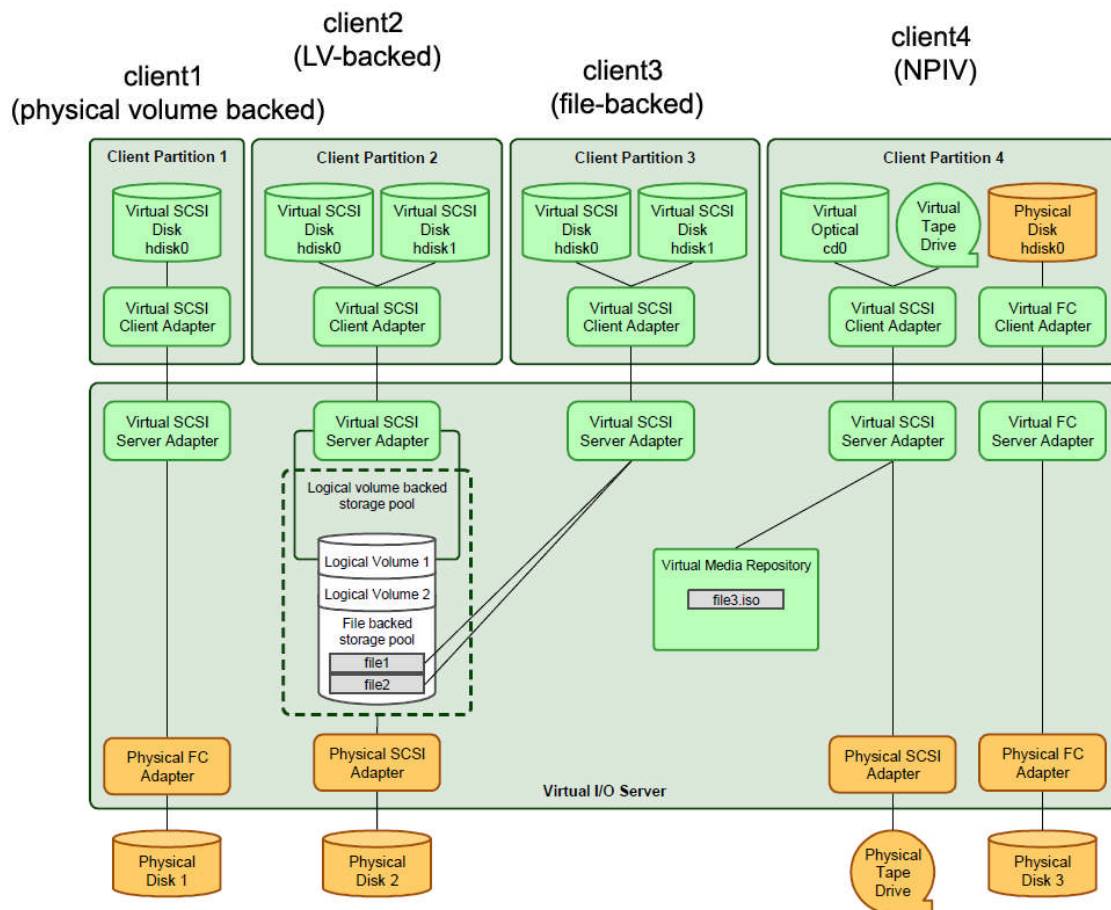 client2
(LV-backed)
client4
(NPIV)
client1
(physical volume backed)
client3
(file-backed)
Client Partition 1
Client Partition 2
Client Partition 3
Client Partition 4
Virtual SCSI
Disk
hdisk0
Virtual SCSI
Disk
hdisk0
Virtual SCSI
Disk
hdisk1
Virtual SCSI
Disk
hdisk0
Virtual SCSI
Disk
hdisk1
Virtual
Optical
cd0
Virtual
Tape
Drive
Physical
Disk
hdisk0
Virtual SCSI
Client Adapter
Virtual SCSI
Client Adapter
Virtual SCSI
Client Adapter
Virtual SCSI
Client Adapter
Virtual FC
Client Adapter
Virtual SCSI
Server Adapter
Virtual SCSI
Server Adapter
Virtual SCSI
Server Adapter
Virtual SCSI
Server Adapter
Virtual FC
Server Adapter
Logical volume backed
storage pool
Logical Volume 1
Logical Volume 2
File backed
storage pool
file1
file2
Virtual Media Repository
file3.iso
Physical FC
Adapter
Physical SCSI
Adapter
Physical SCSI
Adapter
Physical FC
Adapter
Virtual I/O Server
Physical
Disk 1
Physical
Disk 2
Physical
Tape
Drive
Physical
Disk 3